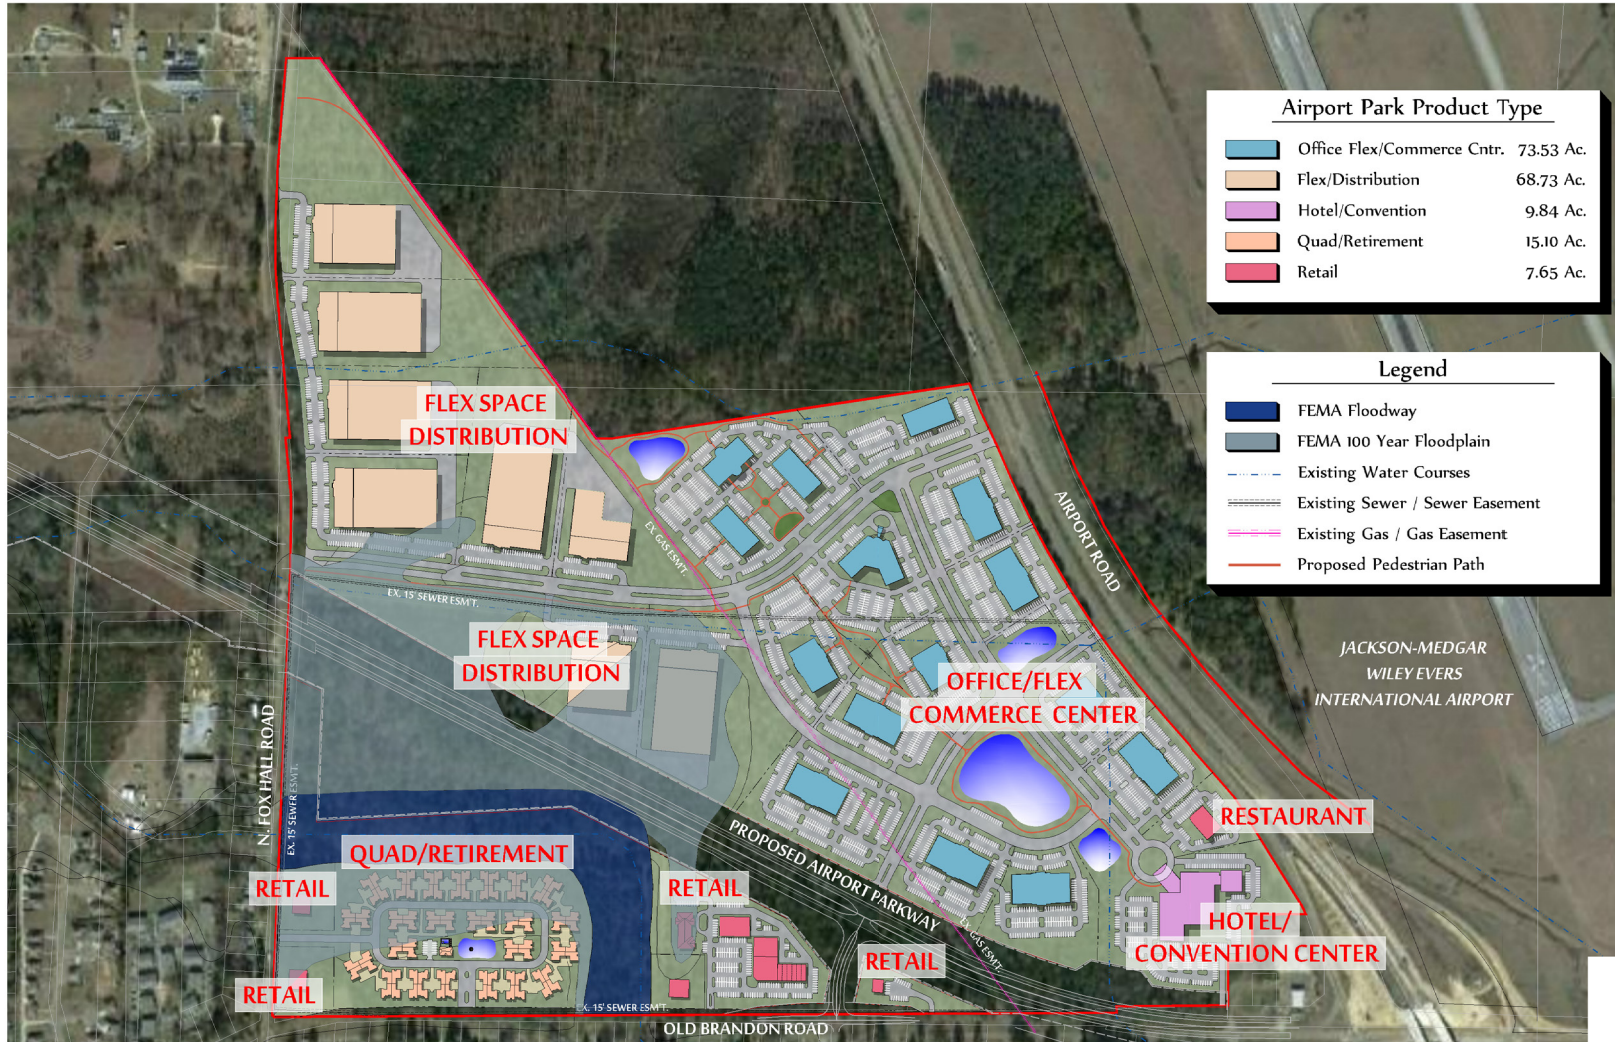 Airport Park Product Type
Office Flex/Commerce Cntr. 73.53 Ac.
Flex/Distribution 68.73 Ac.
Hotel/Convention 9.84 Ac.
Quad/Retirement 15.10 Ac.
Retail 7.65 Ac.
Legend
FEMA Floodway
FEMA 100 Year Floodplain
Existing Water Courses
Existing Sewer / Sewer Easement
Existing Gas / Gas Easement
Proposed Pedestrian Path
FLEX SPACE
DISTRIBUTION
AIRPORT ROAD
EX. GAS ESM'T.
EX. 15' SEWER ESM'T.
FLEX SPACE
DISTRIBUTION
JACKSON-MEDGAR
WILEY EVERS
INTERNATIONAL AIRPORT
OFFICE/FLEX
COMMERCE CENTER
N. FOX HALL ROAD
EX. 15' SEWER ESM'T.
RESTAURANT
PROPOSED AIRPORT PARKWAY
QUAD/RETIREMENT
RETAIL
RETAIL
HOTEL/
CONVENTION CENTER
EX. GAS ESM'T.
RETAIL
RETAIL
EX. 15' SEWER ESM'T.
OLD BRANDON ROAD